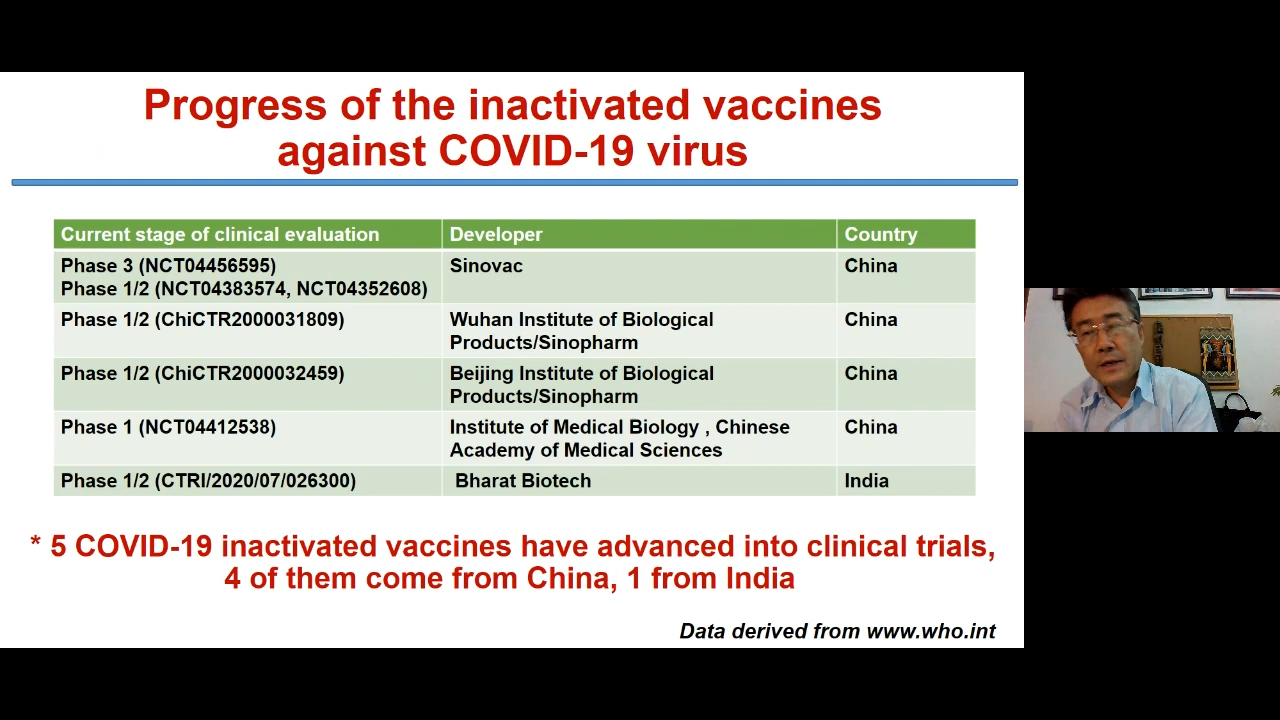 Progress of the inactivated vaccines
against COVID-19 virus
Current stage of clinical evaluation Developer Country
Phase 3 (NCT04456595) Sinovac China
Phase 1/2 (NCT04383574, NCT04352608)
Phase 1/2 (ChiCTR2000031809) Wuhan Institute of Biological China
Products/Sinopharm
Phase 1/2 (ChiCTR2000032459) Beijing Institute of Biological China
Products/Sinopharm
Phase 1 (NCT04412538) Institute of Medical Biology , Chinese China
Academy of Medical Sciences
Phase 1/2 (CTRI/2020/07/026300) Bharat Biotech India
* 5 COVID-19 inactivated vaccines have advanced into clinical trials,
4 of them come from China, 1 from India
Data derived from www.who.int